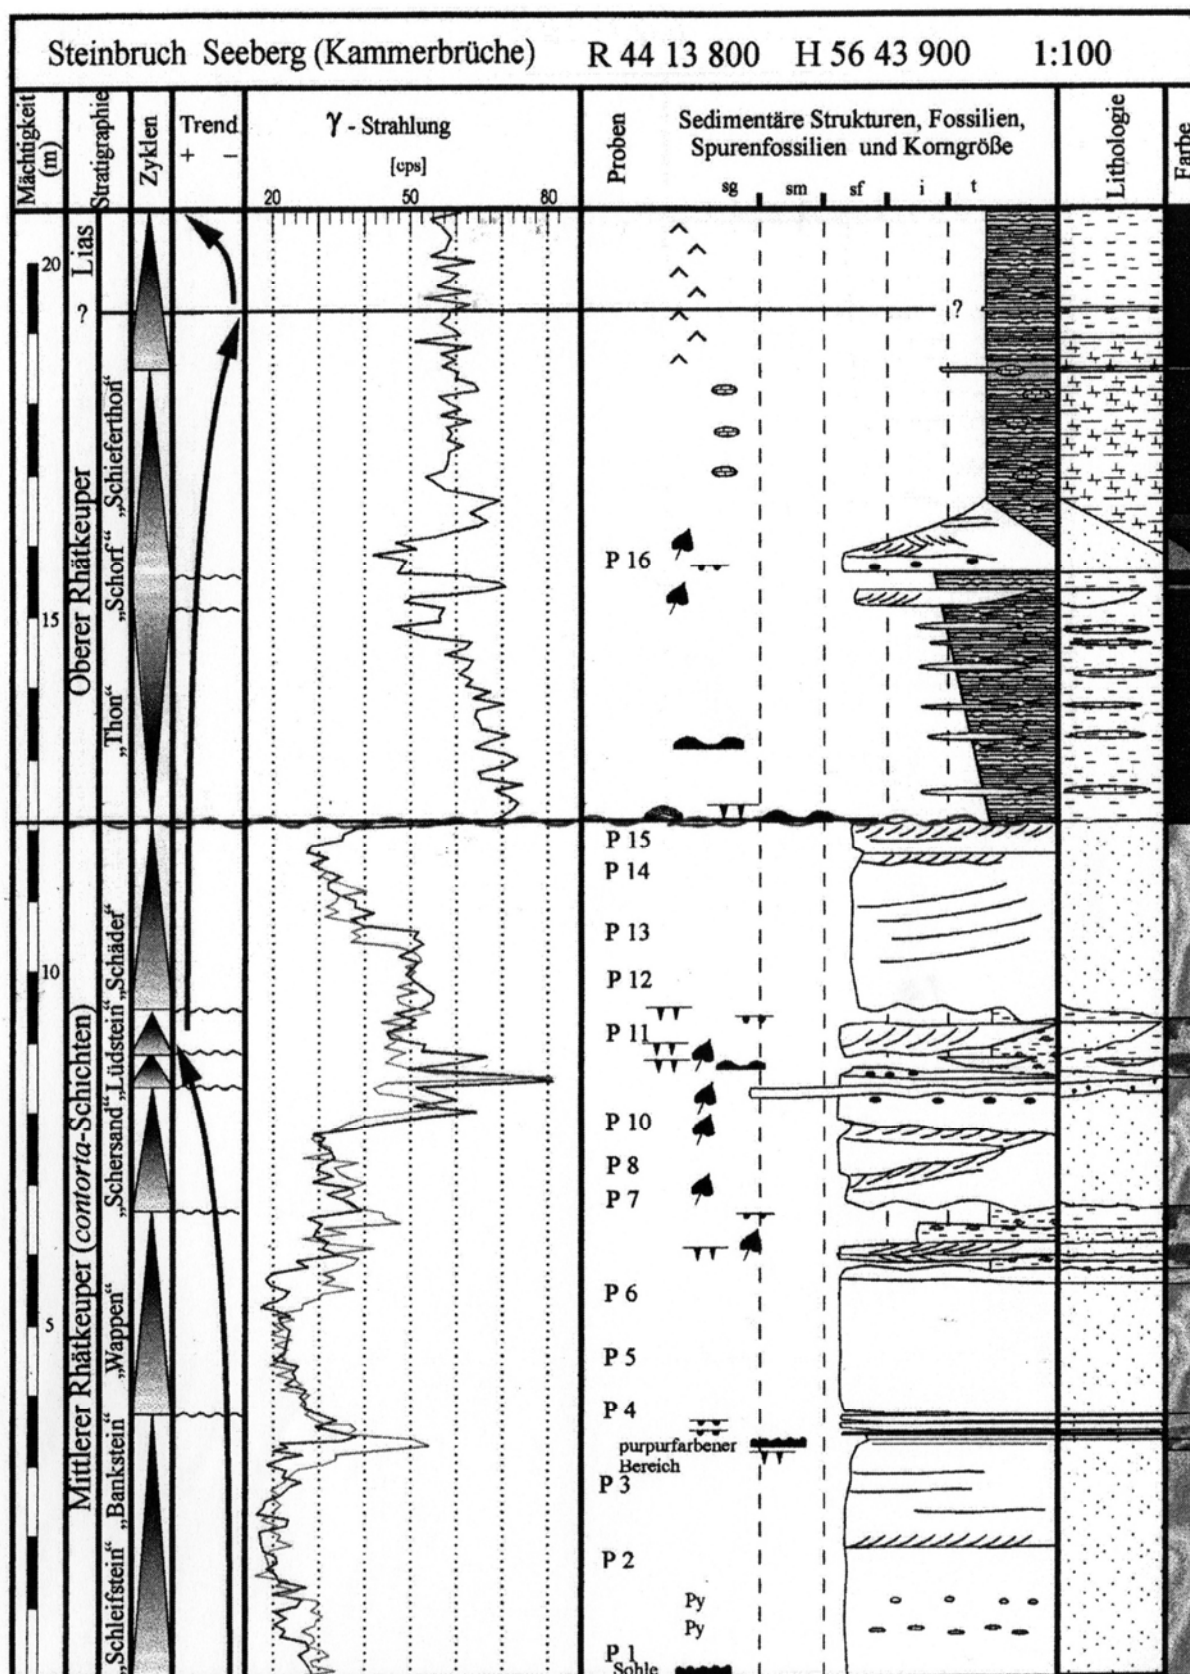 Steinbruch Seeberg (Kammerbrüche) R 44 13 800 H 56 43 900 1:100
Mächtigkeit (m)
Stratigraphie
Zyklen
Trend
+ −
γ - Strahlung
[cps]
20 50 80
Proben
Sedimentäre Strukturen, Fossilien,
Spurenfossilien und Korngröße
sg sm sf i t
Lithologie
Farbe
20
15
10
5
? Lias
Oberer Rhätkeuper
Mittlerer Rhätkeuper (contorta-Schichten)
„Schieferthon“
„Schorf“
„Thon“
„Schäder“
„Lüdstein“
„Schersand“
„Wappen“
„Bankstein“
„Schleifstein“
?
P 16
P 15
P 14
P 13
P 12
P 11
P 10
P 8
P 7
P 6
P 5
P 4
purpurfarbener
Bereich
P 3
P 2
Py
Py
P 1
Sohle